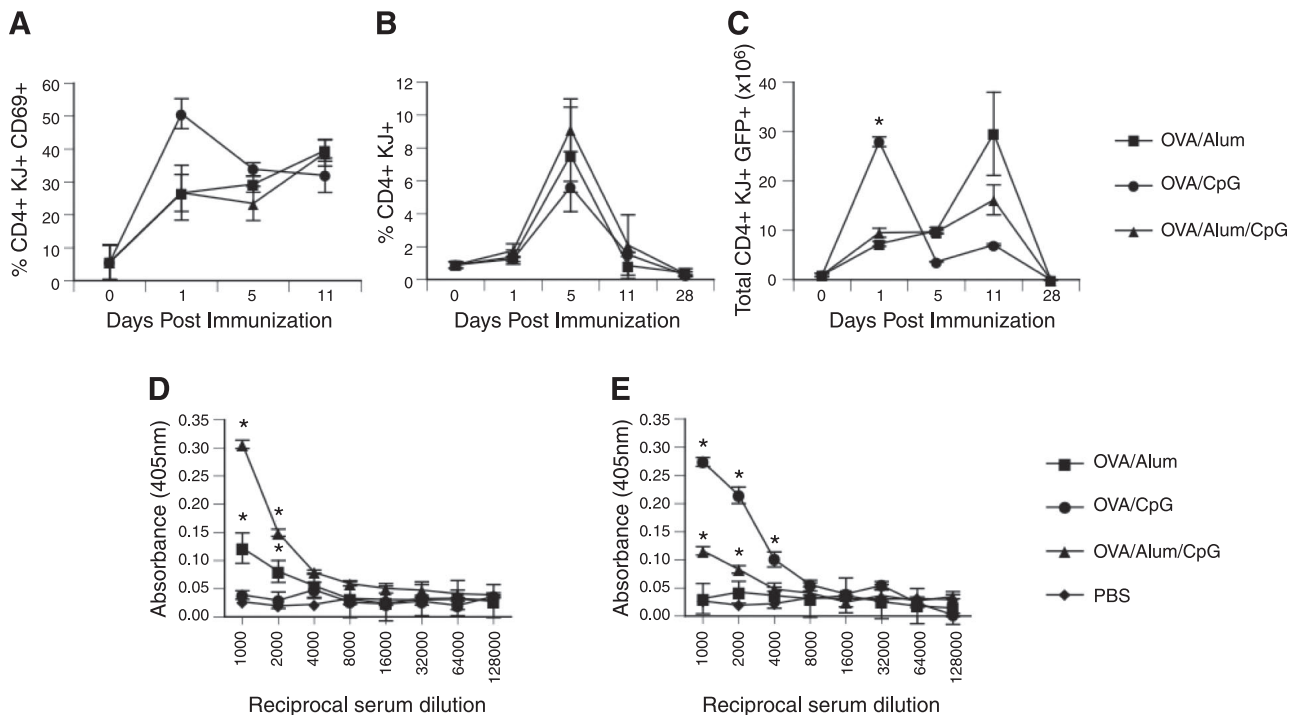 A
B
C
% CD4+ KJ+ CD69+
60
50
40
30
20
10
0
0 1 5 11
Days Post Immunization
% CD4+ KJ+
12
10
8
6
4
2
0
0 1 5 11 28
Days Post Immunization
Total CD4+ KJ+ GFP+ (x10⁶)
40
30
20
10
0
*
0 1 5 11 28
Days Post Immunization
OVA/Alum
OVA/CpG
OVA/Alum/CpG
D
E
Absorbance (405nm)
0.35
0.30
0.25
0.20
0.15
0.10
0.05
0.00
*
*
*
*
1000 2000 4000 8000 16000 32000 64000 128000
Reciprocal serum dilution
Absorbance (405nm)
0.35
0.30
0.25
0.20
0.15
0.10
0.05
0.00
*
*
*
*
*
1000 2000 4000 8000 16000 32000 64000 128000
Reciprocal serum dilution
OVA/Alum
OVA/CpG
OVA/Alum/CpG
PBS